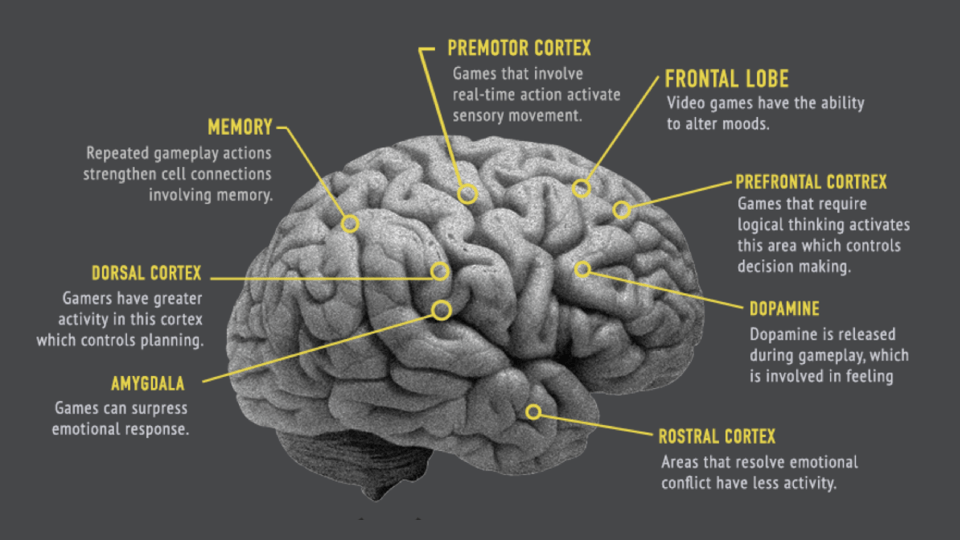 PREMOTOR CORTEX
Games that involve
real-time action activate
sensory movement.
FRONTAL LOBE
Video games have the ability
to alter moods.
MEMORY
Repeated gameplay actions
strengthen cell connections
involving memory.
PREFRONTAL CORTREX
Games that require
logical thinking activates
this area which controls
decision making.
DORSAL CORTEX
Gamers have greater
activity in this cortex
which controls planning.
DOPAMINE
Dopamine is released
during gameplay, which
is involved in feeling
AMYGDALA
Games can surpress
emotional response.
ROSTRAL CORTEX
Areas that resolve emotional
conflict have less activity.